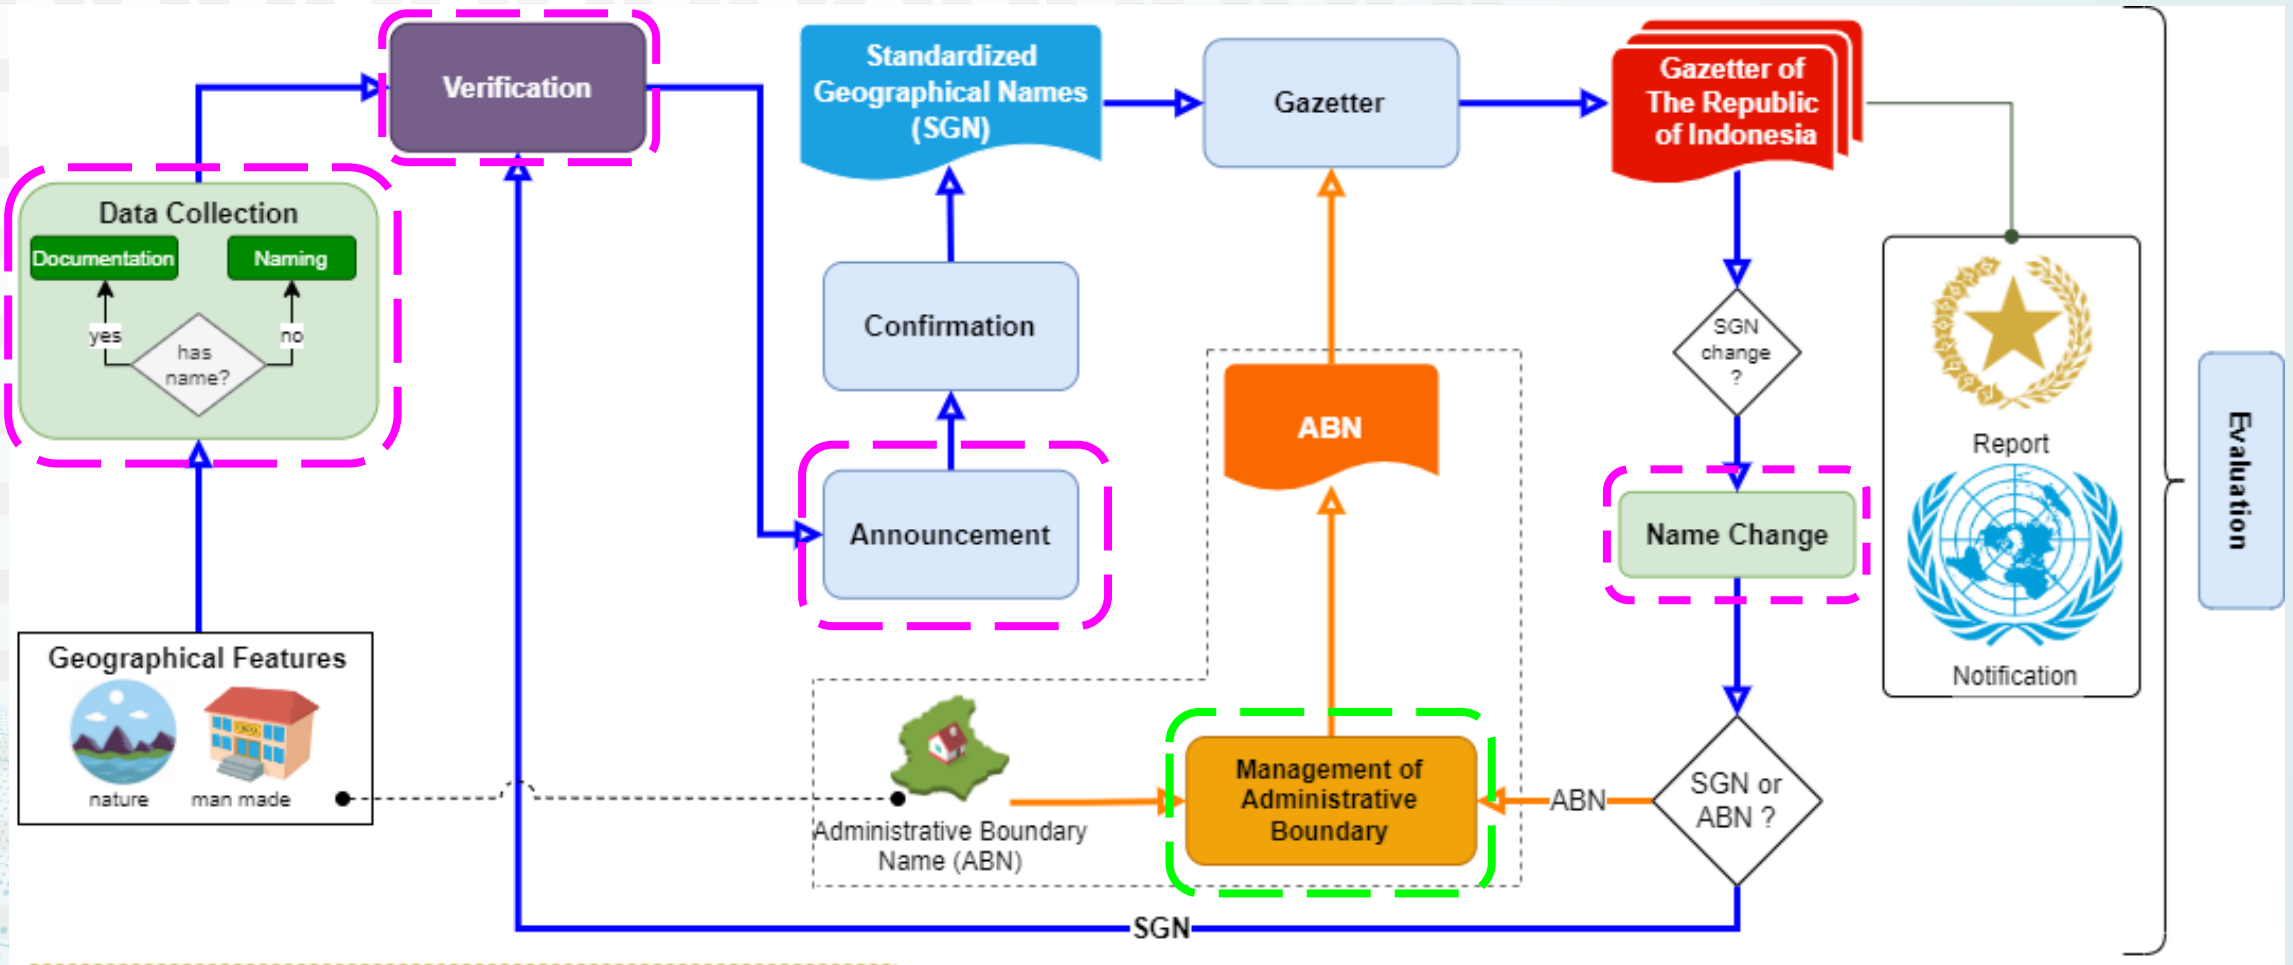 Verification
Standardized
Geographical Names
(SGN)
Gazetter
Gazetter of
The Republic
of Indonesia
Data Collection
Documentation
Naming
yes
no
has
name?
Confirmation
SGN
change
?
ABN
Report
Evaluation
Announcement
Name Change
Notification
Geographical Features
nature
man made
Administrative Boundary
Name (ABN)
Management of
Administrative
Boundary
ABN
SGN or
ABN ?
SGN